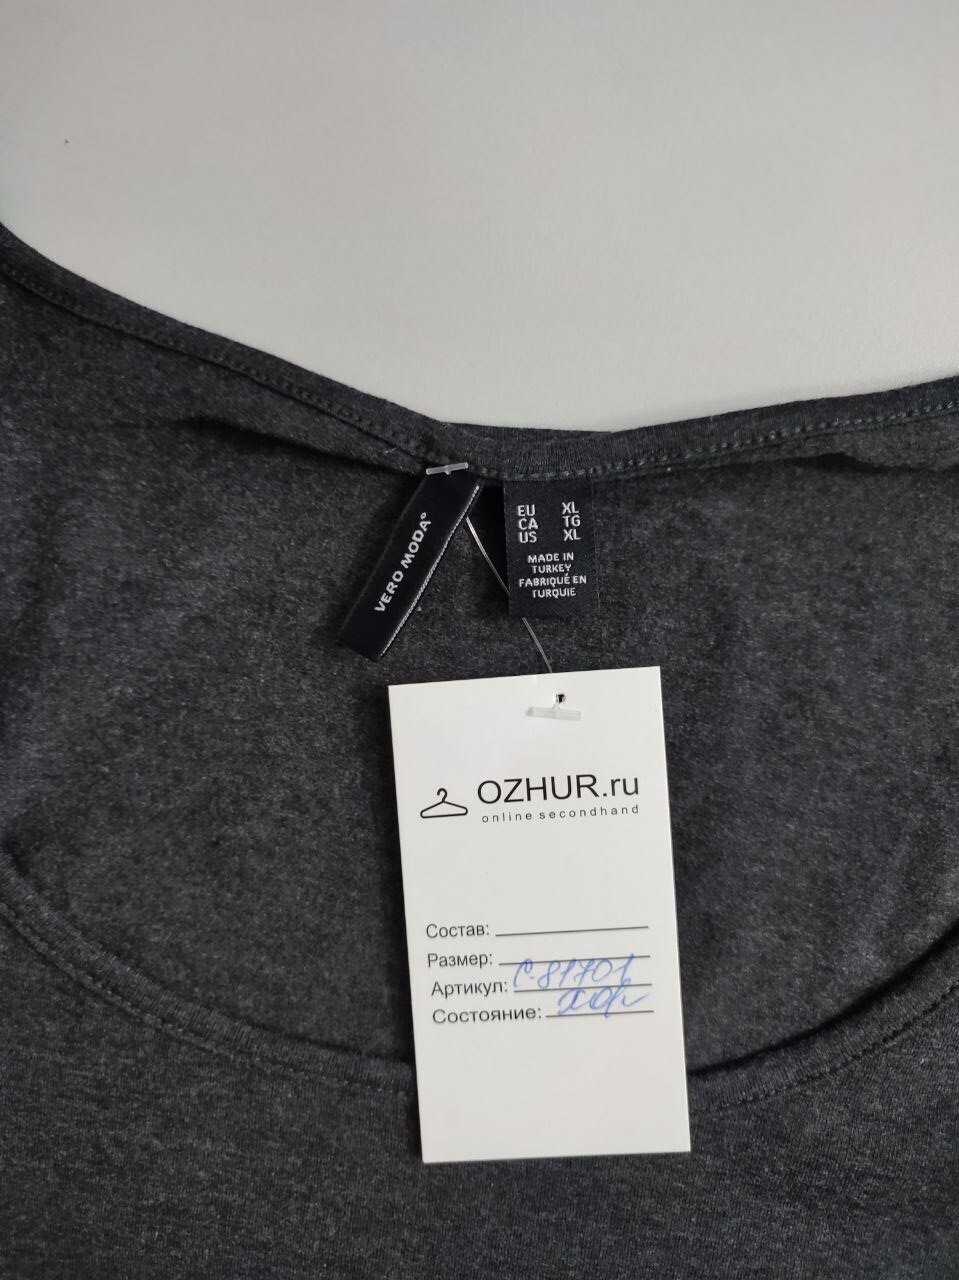 VERO MODA®
EU XL
CA TG
US XL
MADE IN
TURKEY
FABRIQUÉ EN
TURQUIE
OZHUR.ru
online secondhand
Состав:
Размер:
Артикул: С-81701
Состояние: хор